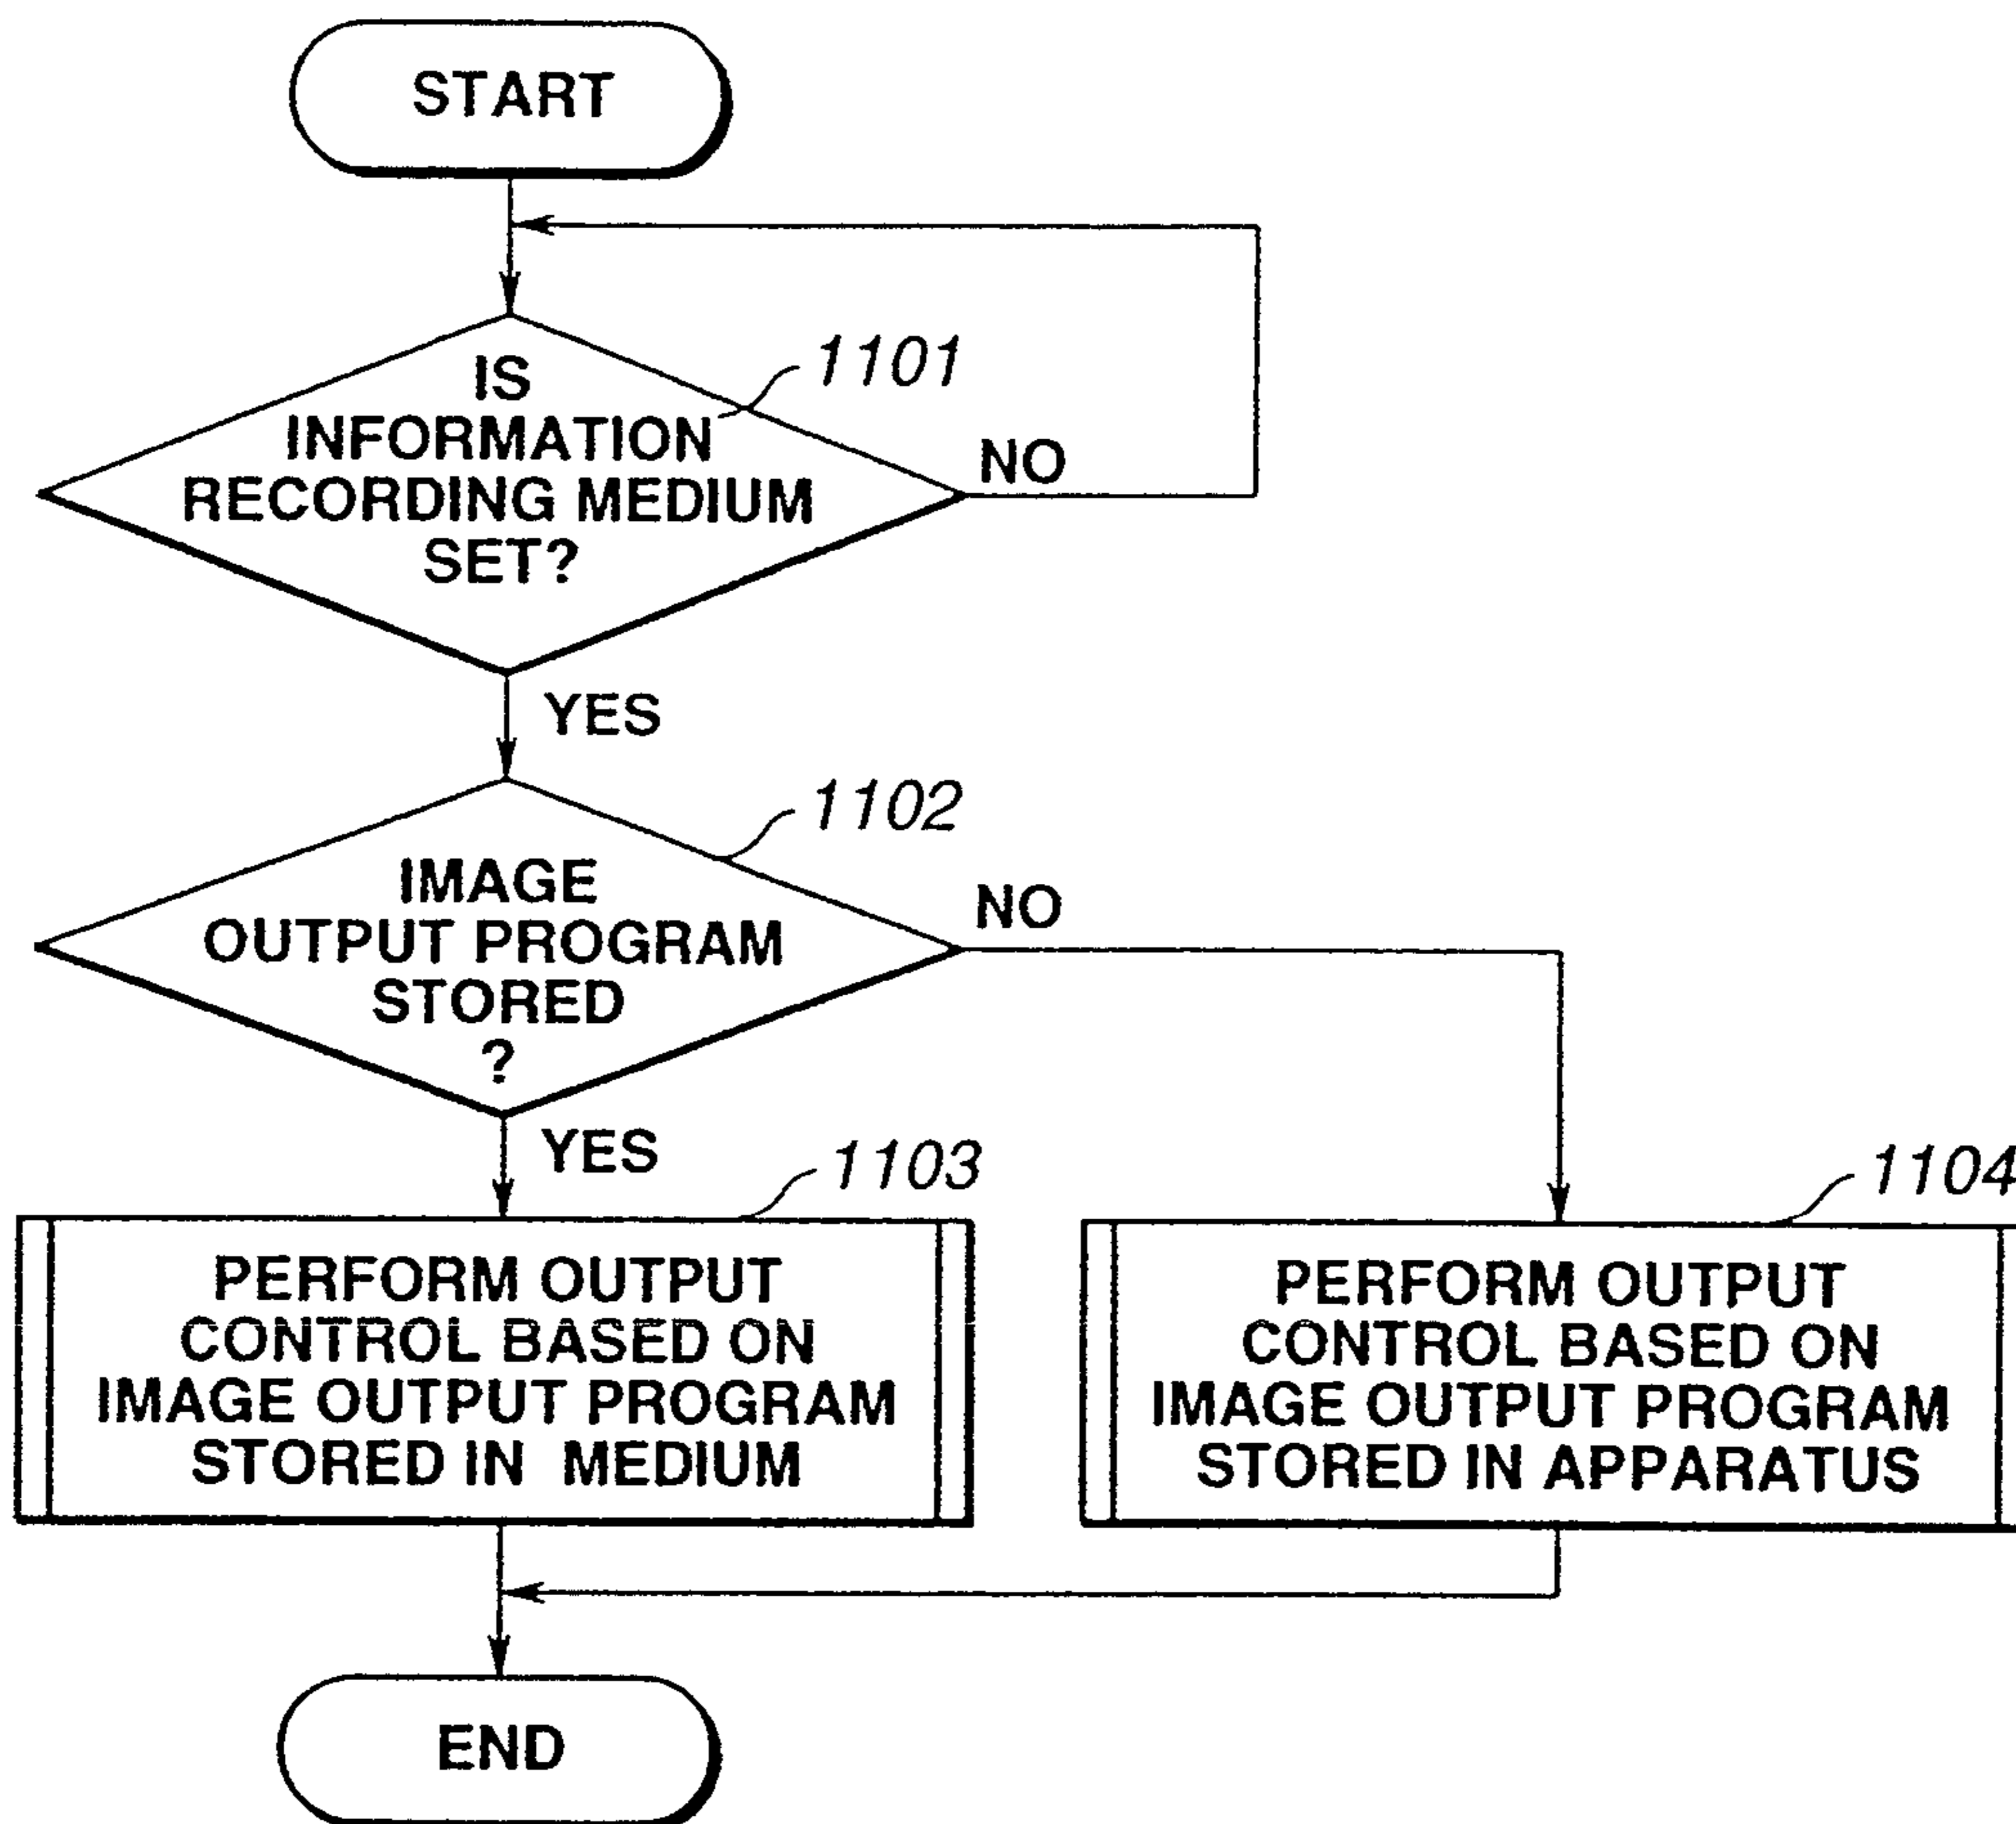 START
1101
IS
INFORMATION
RECORDING MEDIUM
SET?
NO
YES
1102
IMAGE
OUTPUT PROGRAM
STORED
?
NO
YES
1103
PERFORM OUTPUT
CONTROL BASED ON
IMAGE OUTPUT PROGRAM
STORED IN MEDIUM
1104
PERFORM OUTPUT
CONTROL BASED ON
IMAGE OUTPUT PROGRAM
STORED IN APPARATUS
END